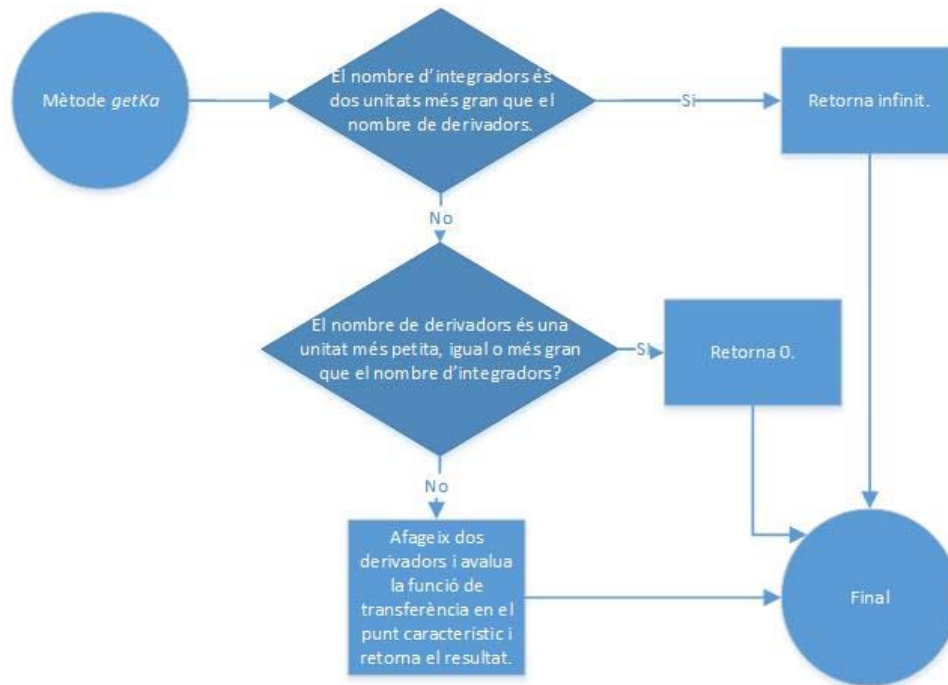 Mètode getKa
El nombre d'integradors és
dos unitats més gran que el
nombre de derivadors.
Si
Retorna infinit.
No
El nombre de derivadors és una
unitat més petita, igual o més gran
que el nombre d'integradors?
Si
Retorna 0.
No
Afageix dos
derivadors i avalua
la funció de
transferència en el
punt característic i
retorna el resultat.
Final